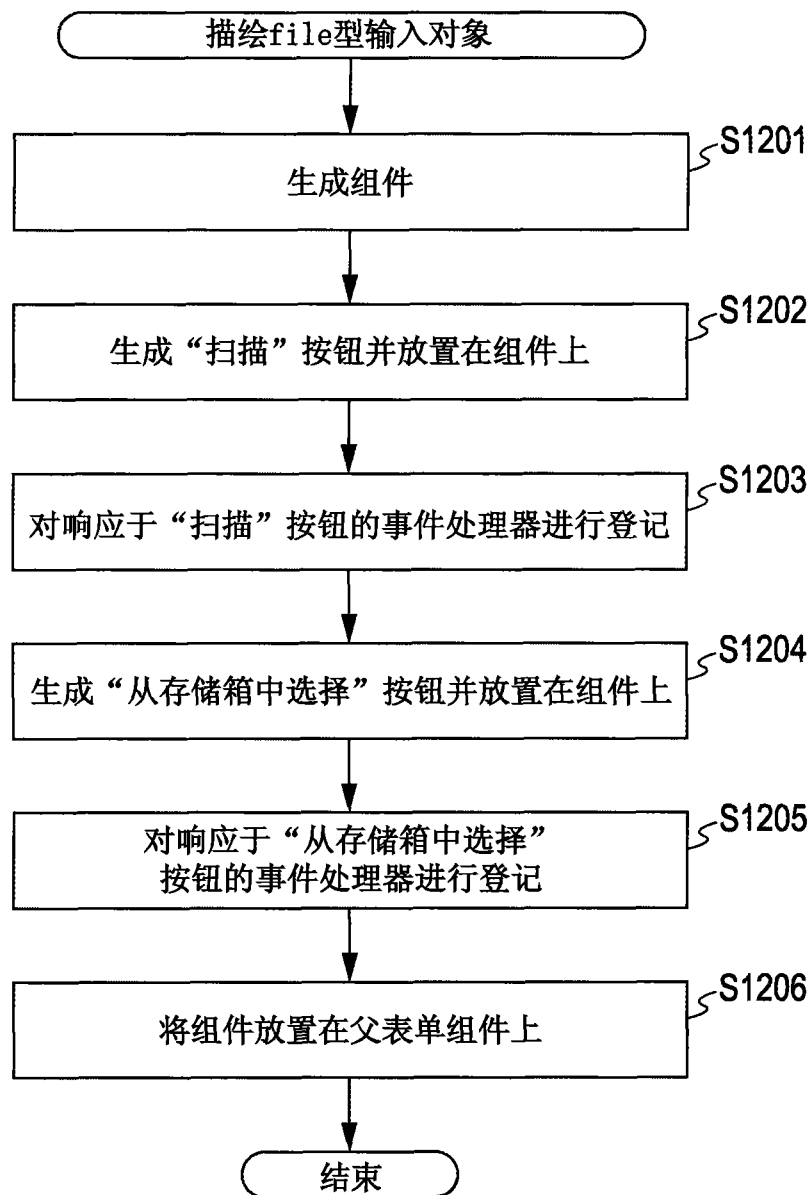 描绘file型输入对象
S1201
生成组件
S1202
生成“扫描”按钮并放置在组件上
S1203
对响应于“扫描”按钮的事件处理器进行登记
S1204
生成“从存储箱中选择”按钮并放置在组件上
S1205
对响应于“从存储箱中选择”
按钮的事件处理器进行登记
S1206
将组件放置在父表单组件上
结束